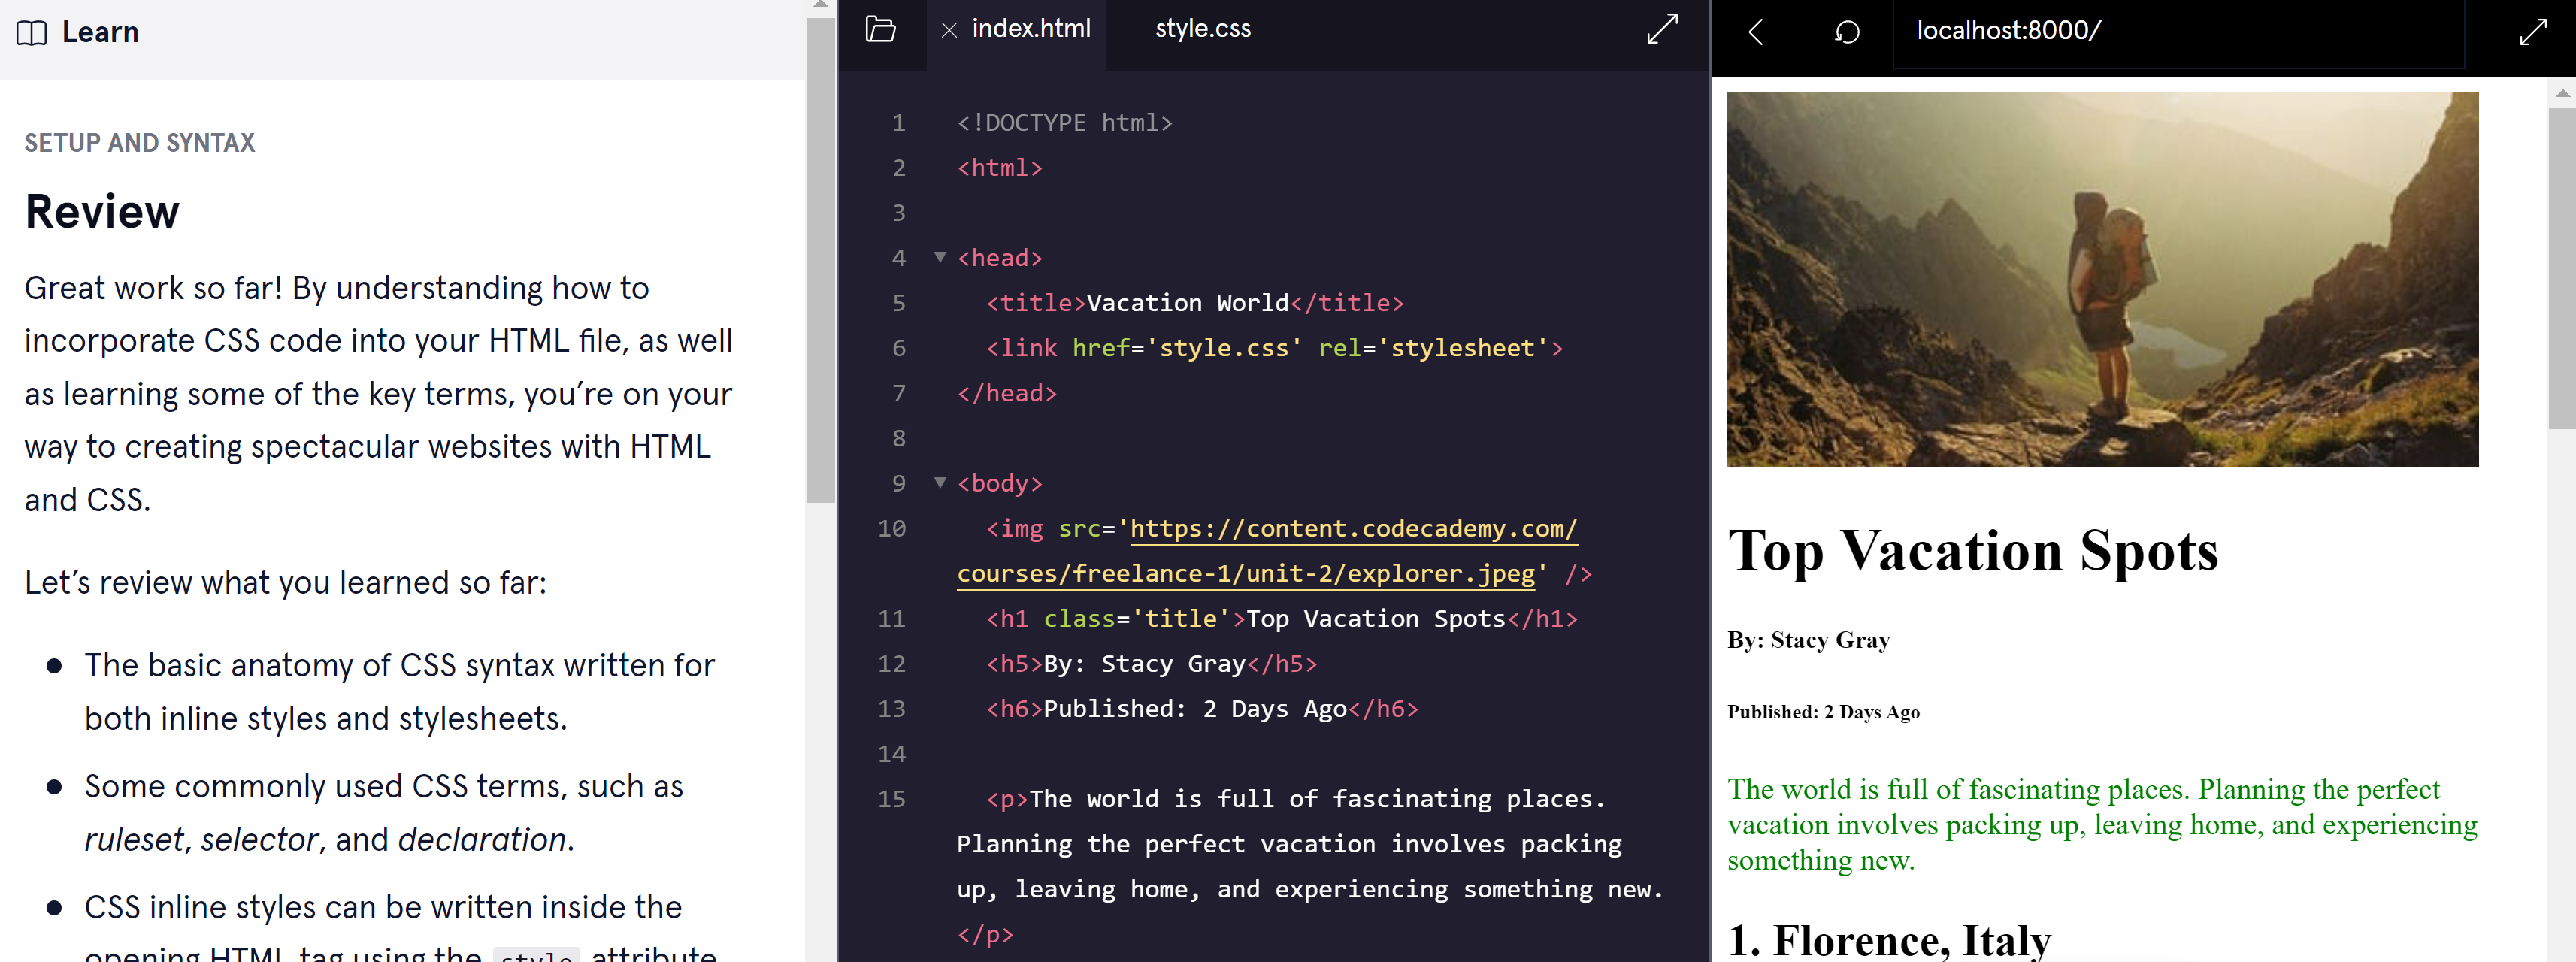 Learn
SETUP AND SYNTAX
Review
Great work so far! By understanding how to
incorporate CSS code into your HTML file, as well
as learning some of the key terms, you’re on your
way to creating spectacular websites with HTML
and CSS.
Let’s review what you learned so far:
● The basic anatomy of CSS syntax written for
both inline styles and stylesheets.
● Some commonly used CSS terms, such as
ruleset, selector, and declaration.
● CSS inline styles can be written inside the
opening HTML tag using the style attribute
index.html
style.css
1 <!DOCTYPE html>
2 <html>
3
4 <head>
5 <title>Vacation World</title>
6 <link href='style.css' rel='stylesheet'>
7 </head>
8
9 <body>
10 <img src='https://content.codecademy.com/
courses/freelance-1/unit-2/explorer.jpeg' />
11 <h1 class='title'>Top Vacation Spots</h1>
12 <h5>By: Stacy Gray</h5>
13 <h6>Published: 2 Days Ago</h6>
14
15 <p>The world is full of fascinating places.
Planning the perfect vacation involves packing
up, leaving home, and experiencing something new.
</p>
localhost:8000/
Top Vacation Spots
By: Stacy Gray
Published: 2 Days Ago
The world is full of fascinating places. Planning the perfect
vacation involves packing up, leaving home, and experiencing
something new.
1. Florence, Italy